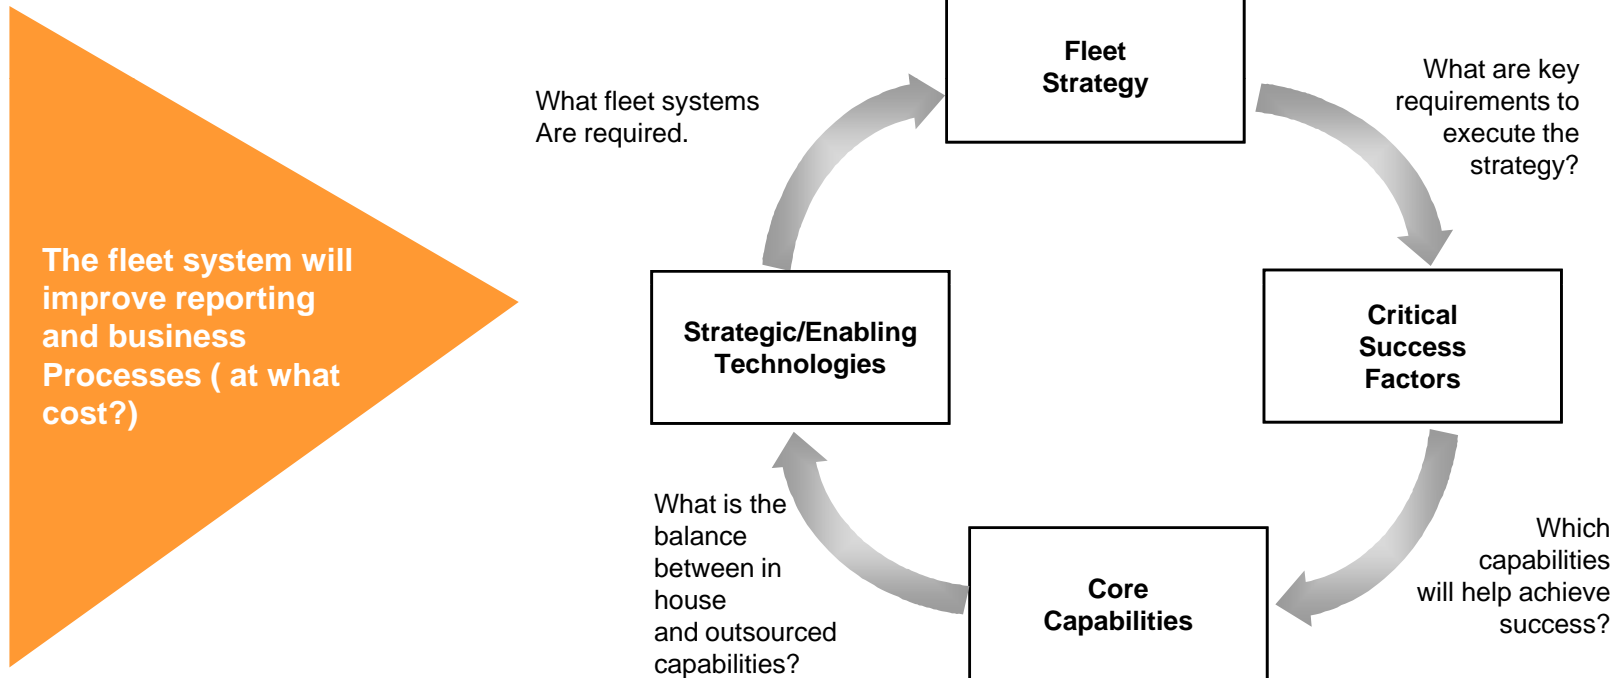 The fleet system will
improve reporting
and business
Processes ( at what
cost?)
What fleet systems
Are required.
Fleet
Strategy
What are key
requirements to
execute the
strategy?
Strategic/Enabling
Technologies
Critical
Success
Factors
What is the
balance
between in
house
and outsourced
capabilities?
Core
Capabilities
Which
capabilities
will help achieve
success?